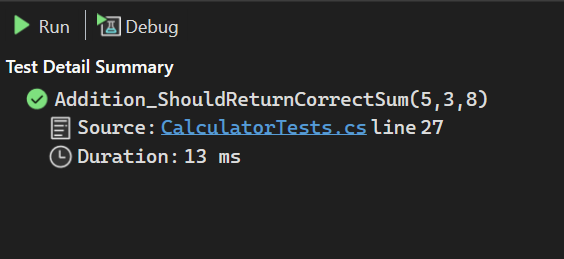 Run Debug
Test Detail Summary
Addition_ShouldReturnCorrectSum(5,3,8)
Source: CalculatorTests.cs line 27
Duration: 13 ms